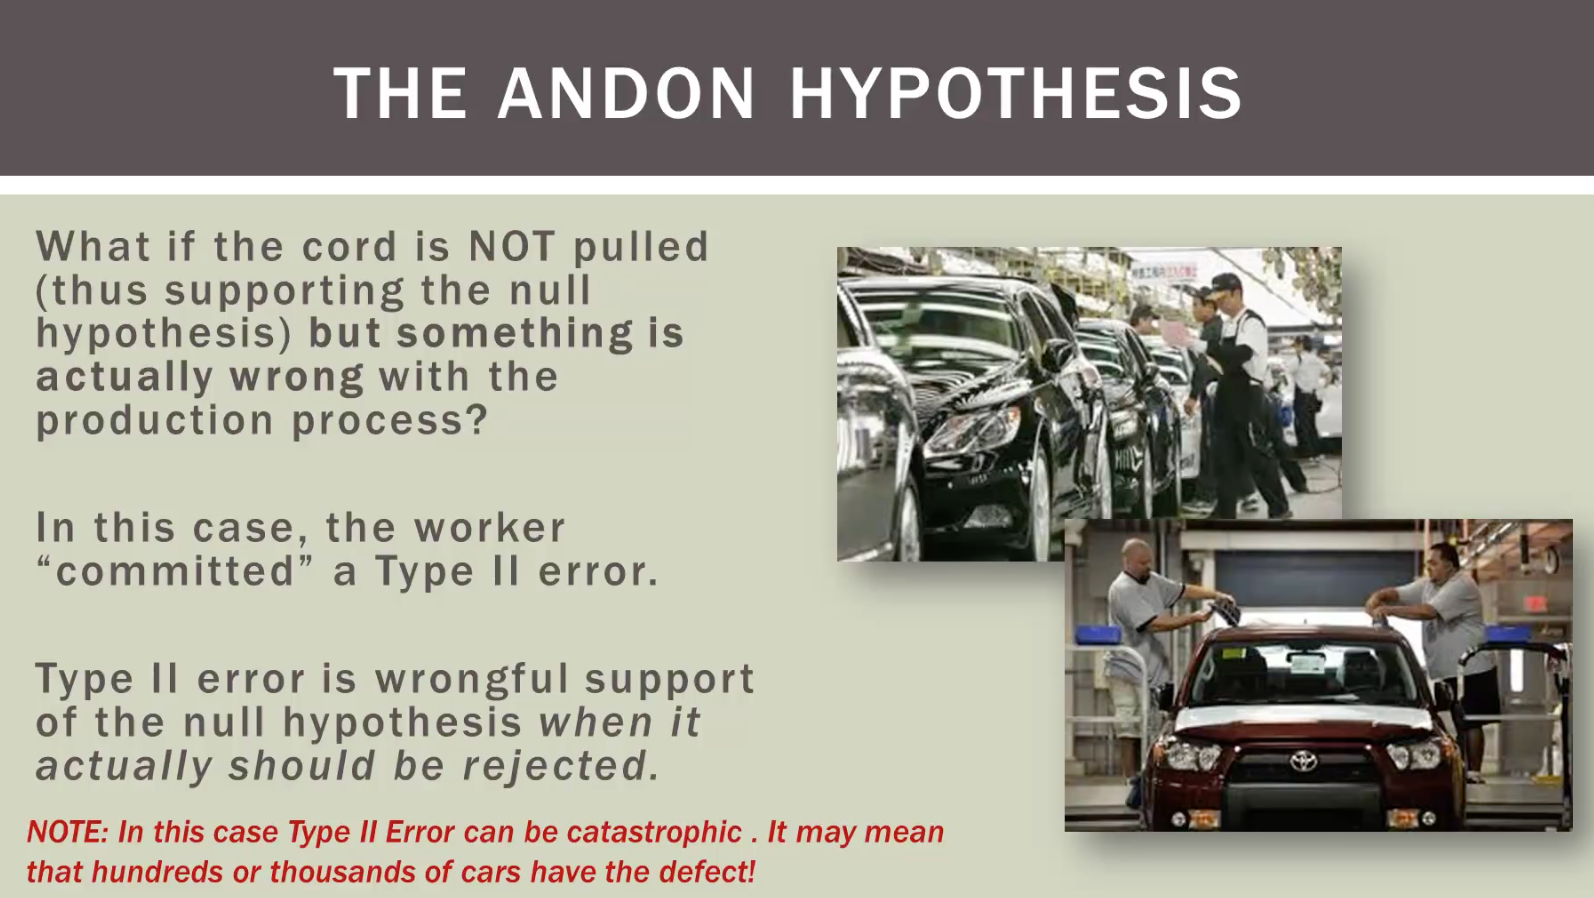 THE ANDON HYPOTHESIS
What if the cord is NOT pulled
(thus supporting the null
hypothesis) but something is
actually wrong with the
production process?
In this case, the worker
“committed” a Type II error.
Type II error is wrongful support
of the null hypothesis when it
actually should be rejected.
NOTE: In this case Type II Error can be catastrophic . It may mean
that hundreds or thousands of cars have the defect!